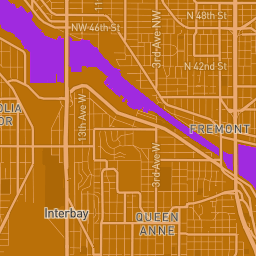 N 48th St
NW 46th St
3rd Ave NW
N 42nd St
13th Ave W
FREMONT
3rd Ave W
Interbay
QUEEN
ANNE